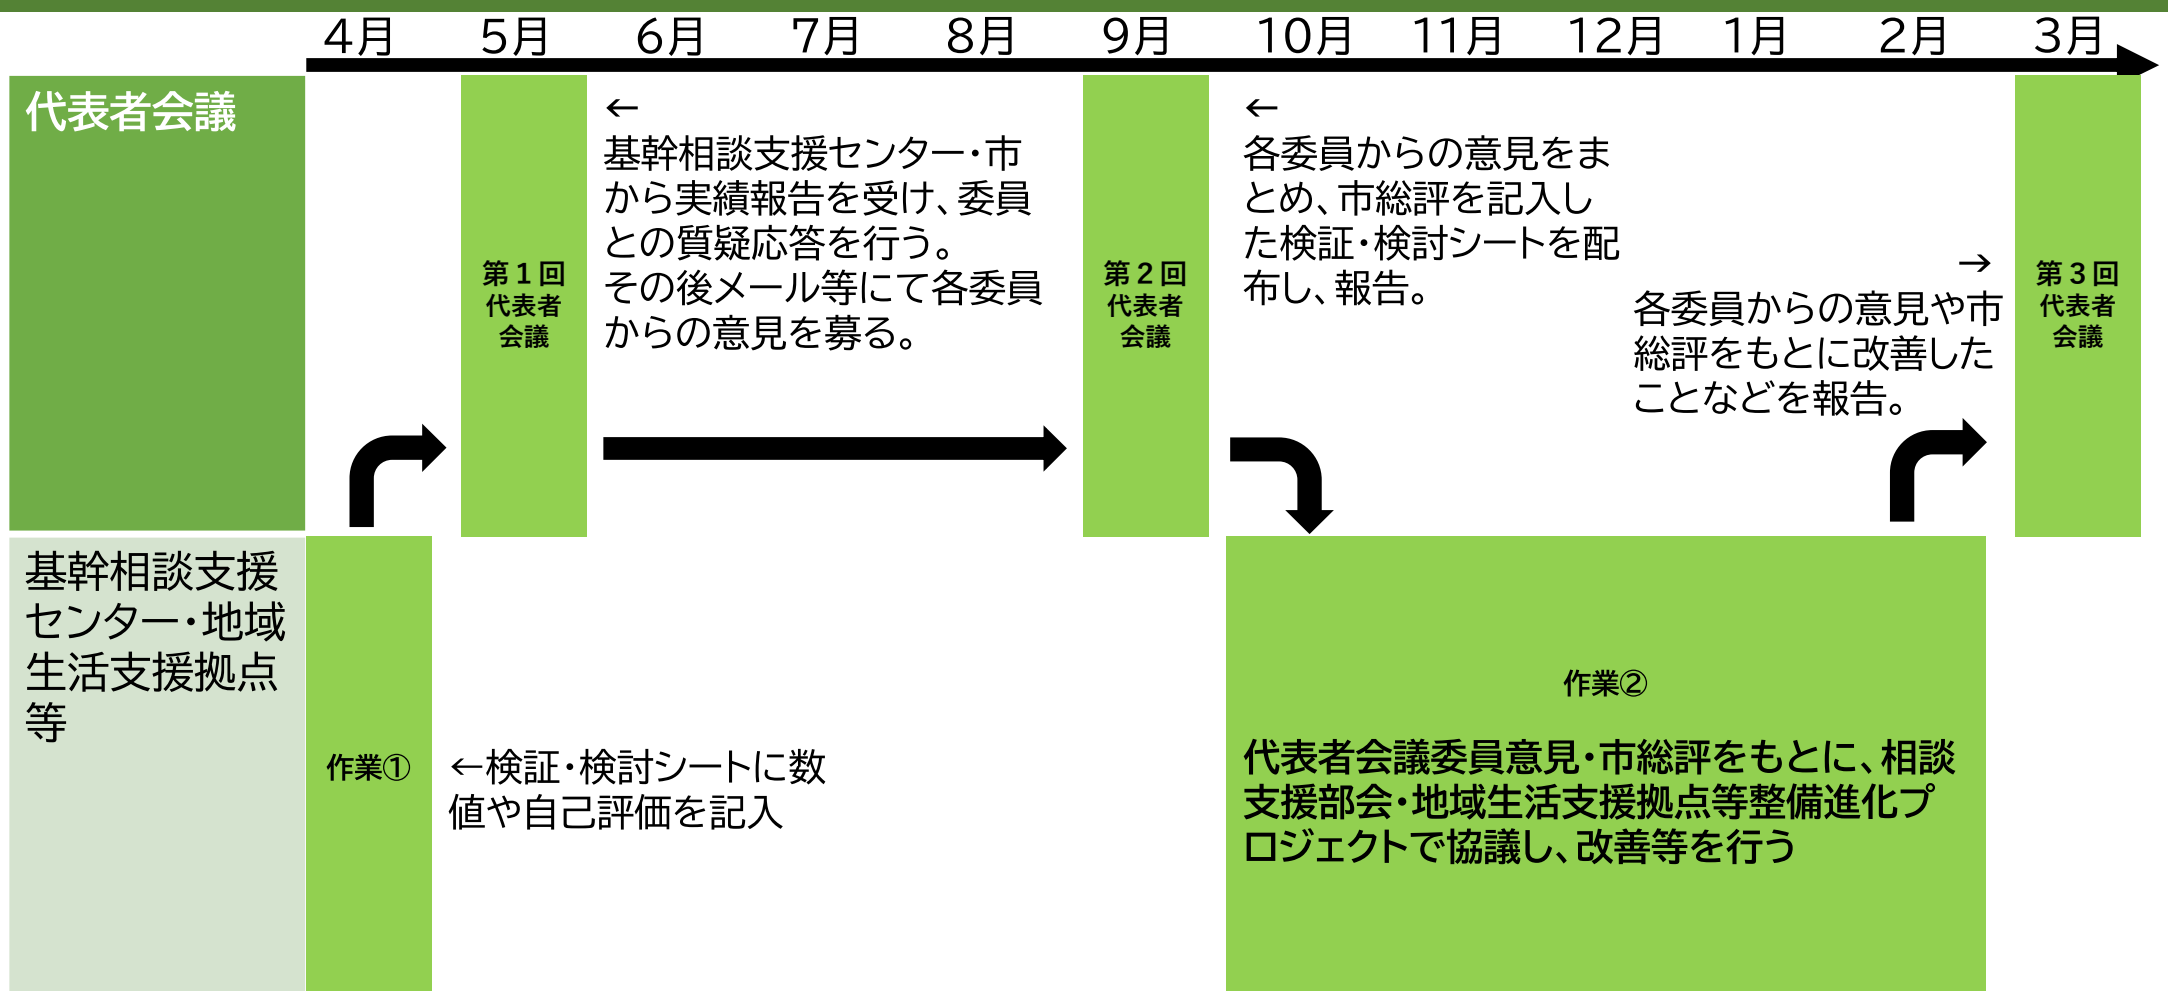 4月 5月 6月 7月 8月 9月 10月 11月 12月 1月 2月 3月
代表者会議
第1回
代表者
会議
←
基幹相談支援センター・市
から実績報告を受け、委員
との質疑応答を行う。
その後メール等にて各委員
からの意見を募る。
第2回
代表者
会議
←
各委員からの意見をま
とめ、市総評を記入し
た検証・検討シートを配
布し、報告。
→
各委員からの意見や市
総評をもとに改善した
ことなどを報告。
第3回
代表者
会議
基幹相談支援
センター・地域
生活支援拠点
等
作業①
←検証・検討シートに数
値や自己評価を記入
作業②
代表者会議委員意見・市総評をもとに、相談
支援部会・地域生活支援拠点等整備進化プ
ロジェクトで協議し、改善等を行う